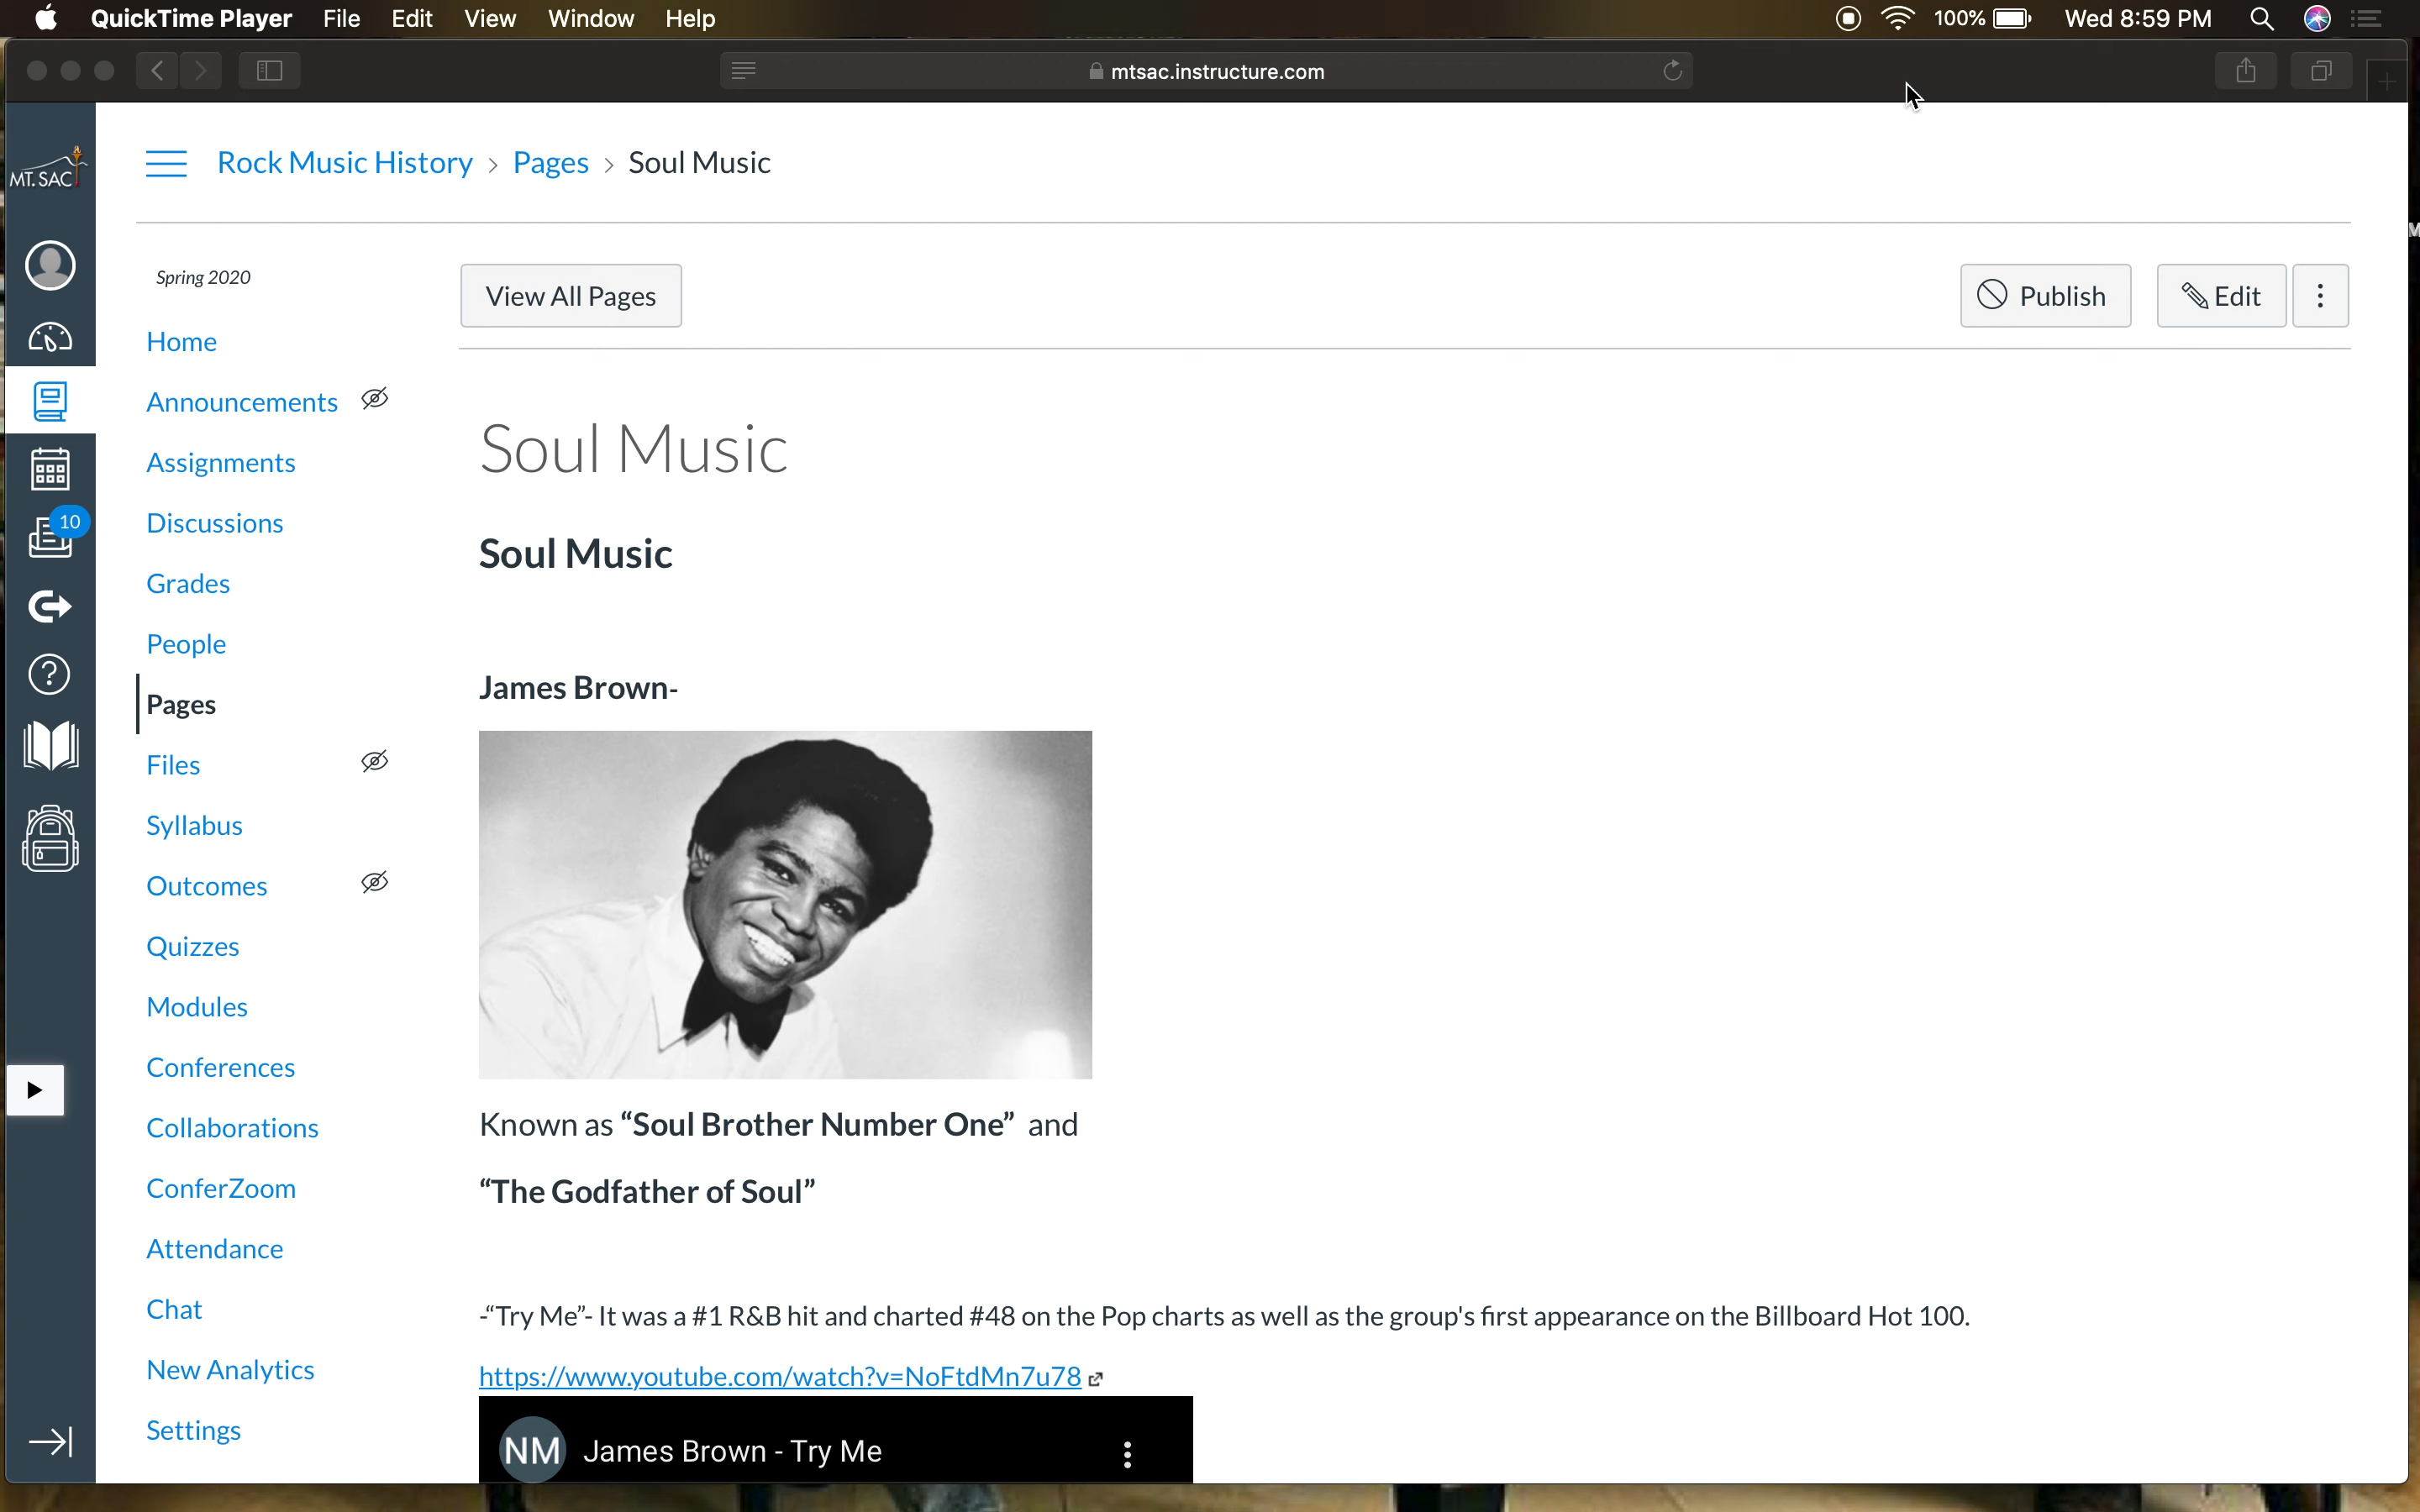 QuickTime Player File Edit View Window Help 100% Wed 8:59 PM
mtsac.instructure.com
MT. SAC
Rock Music History > Pages > Soul Music
Spring 2020
View All Pages Publish Edit
Home
Announcements
Assignments
Discussions
10
Grades
People
Pages
Files
Syllabus
Outcomes
Quizzes
Modules
Conferences
Collaborations
ConferZoom
Attendance
Chat
New Analytics
Settings
Soul Music
Soul Music
James Brown-
Known as “Soul Brother Number One” and
“The Godfather of Soul”
-“Try Me”- It was a #1 R&B hit and charted #48 on the Pop charts as well as the group's first appearance on the Billboard Hot 100.
https://www.youtube.com/watch?v=NoFtdMn7u78
NM James Brown - Try Me